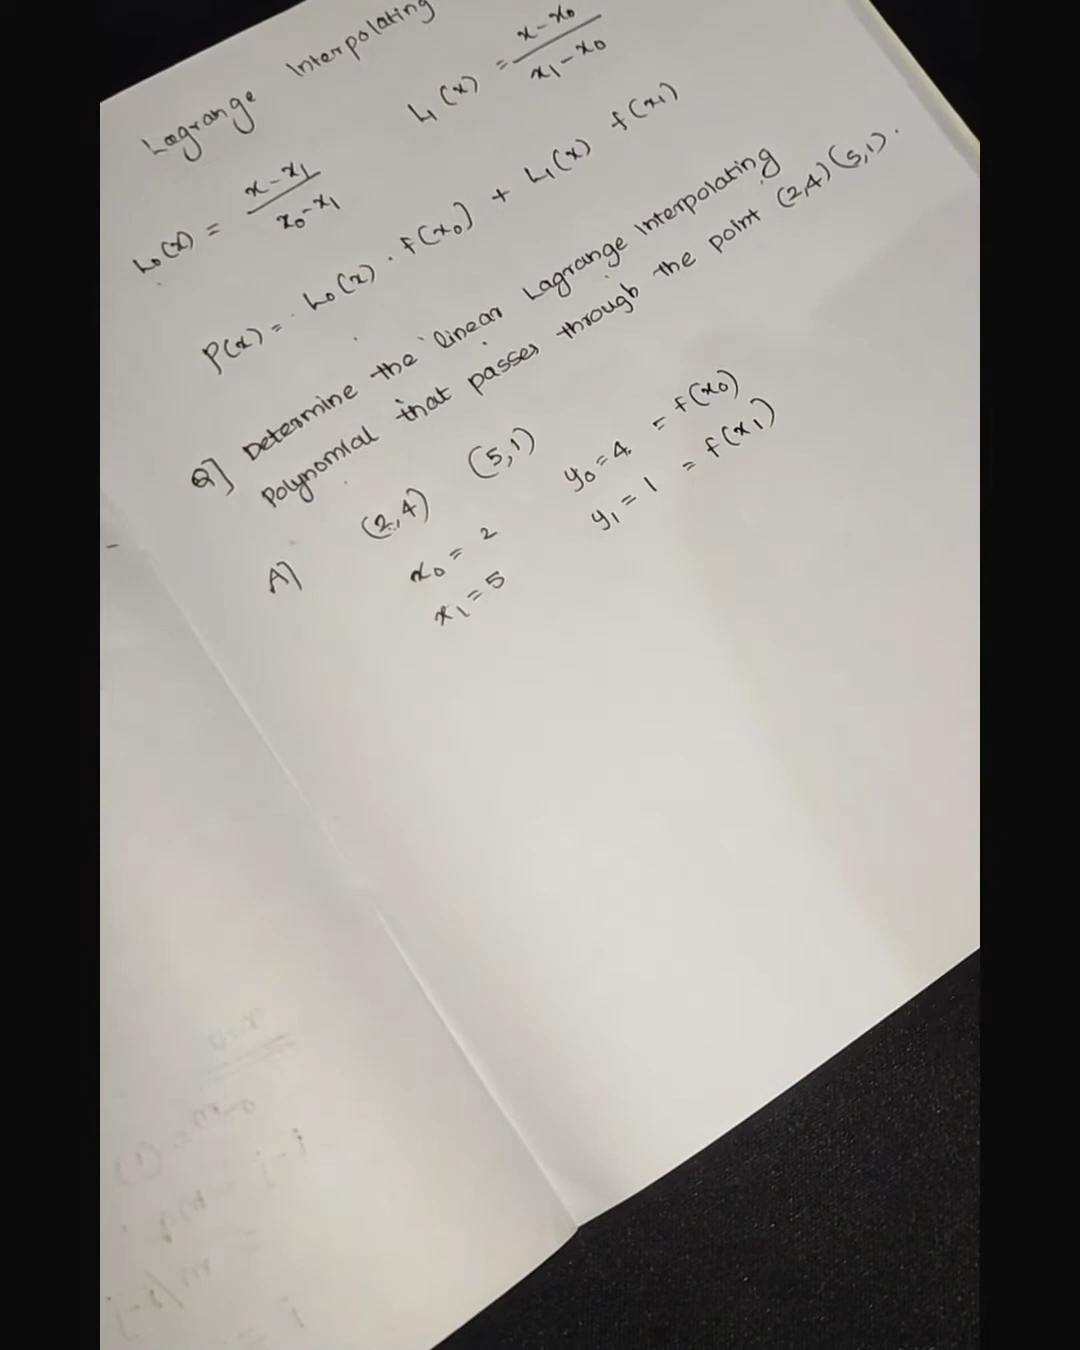 Lagrange Interpolating
L₀(x) = x-x₁ / x₀-x₁ L₁(x) = x-x₀ / x₁-x₀
P(x) = L₀(x) . f(x₀) + L₁(x) f(x₁)
Q] Determine the linear Lagrange Interpolating
Polynomial that passes through the point (2,4) (5,1).
A] (2,4) (5,1)
x₀ = 2 y₀ = 4 = f(x₀)
x₁ = 5 y₁ = 1 = f(x₁)